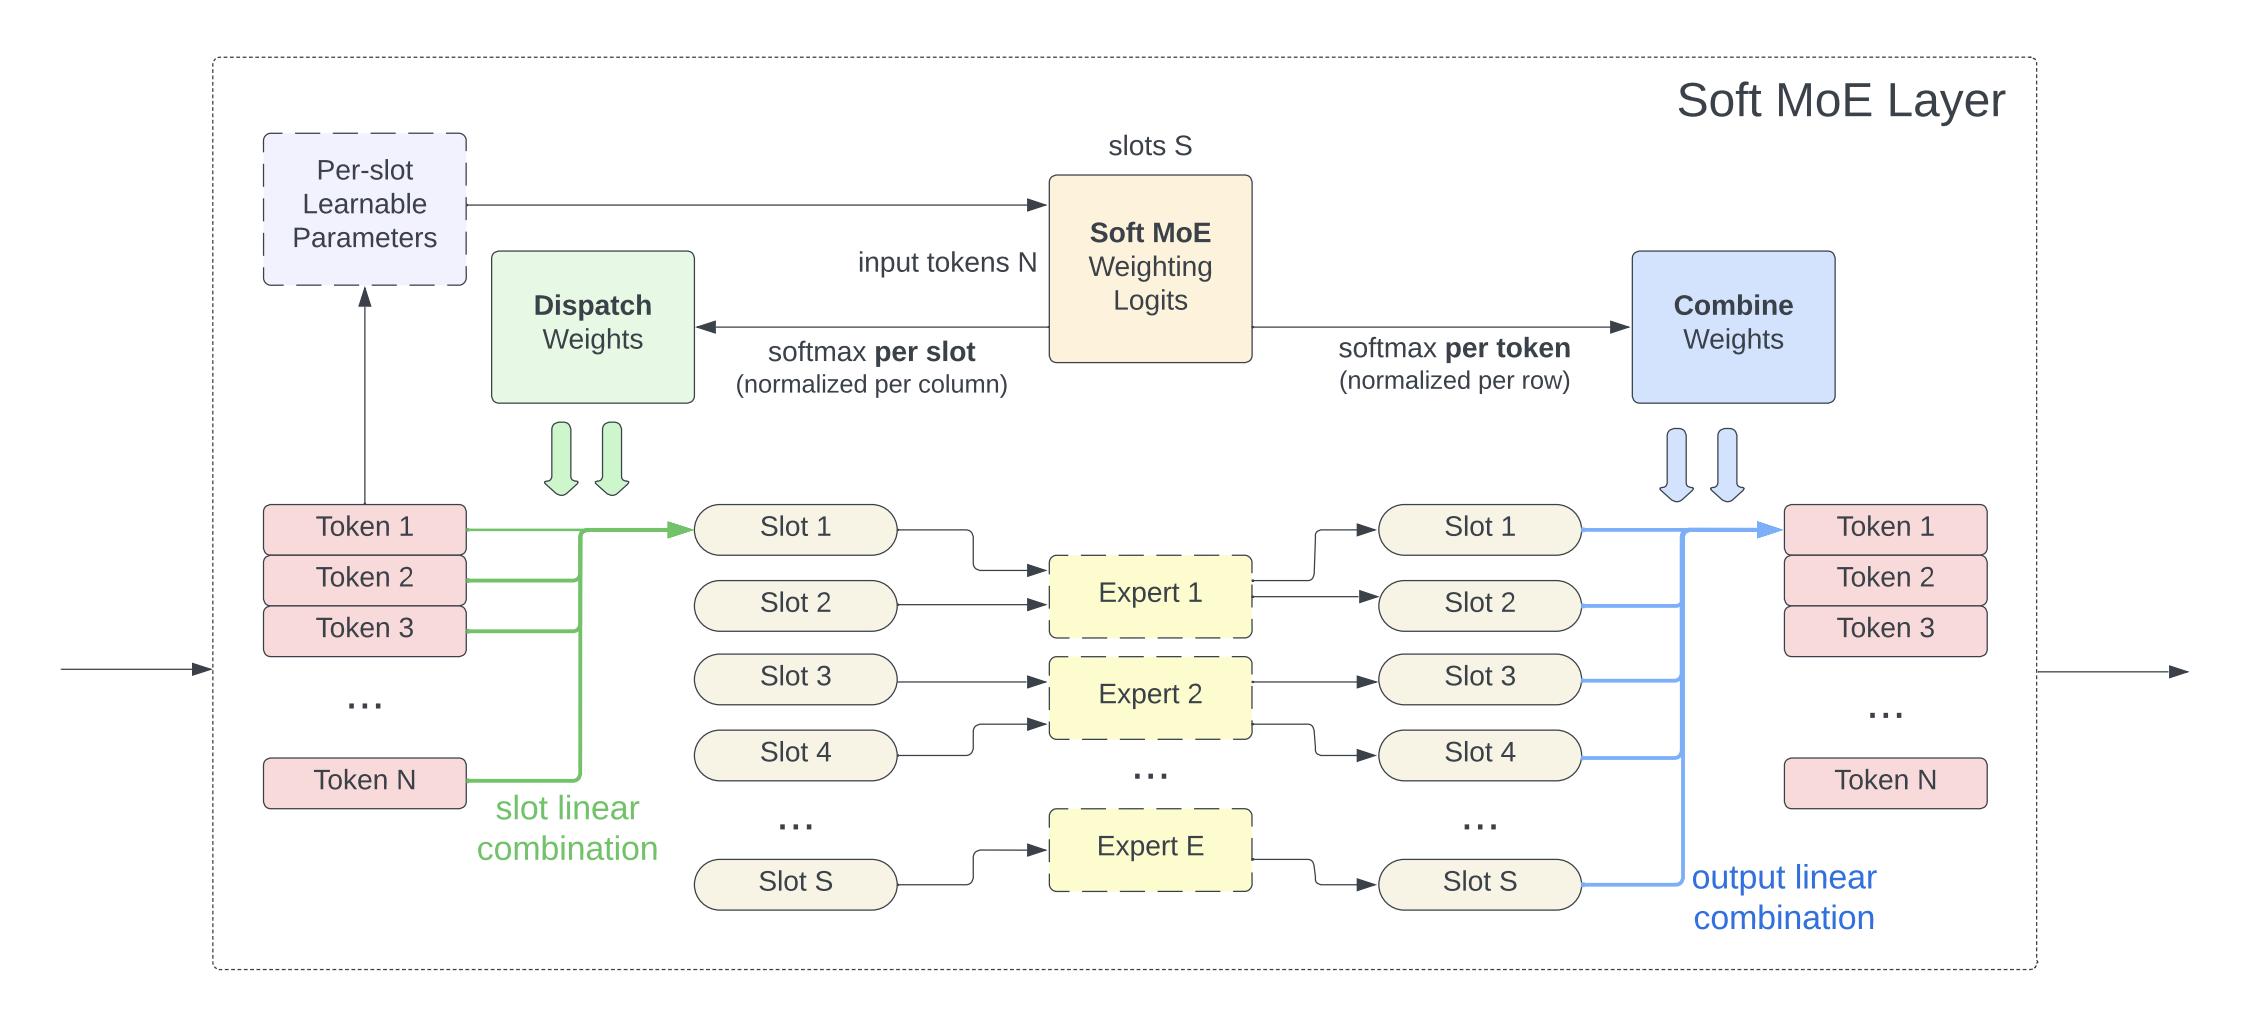 Soft MoE Layer
Per-slot
Learnable
Parameters
slots S
input tokens N
Soft MoE
Weighting
Logits
Dispatch
Weights
softmax per slot
(normalized per column)
softmax per token
(normalized per row)
Combine
Weights
Token 1
Token 2
Token 3
...
Token N
slot linear
combination
Slot 1
Slot 2
Slot 3
Slot 4
...
Slot S
Expert 1
Expert 2
...
Expert E
Slot 1
Slot 2
Slot 3
Slot 4
...
Slot S
output linear
combination
Token 1
Token 2
Token 3
...
Token N